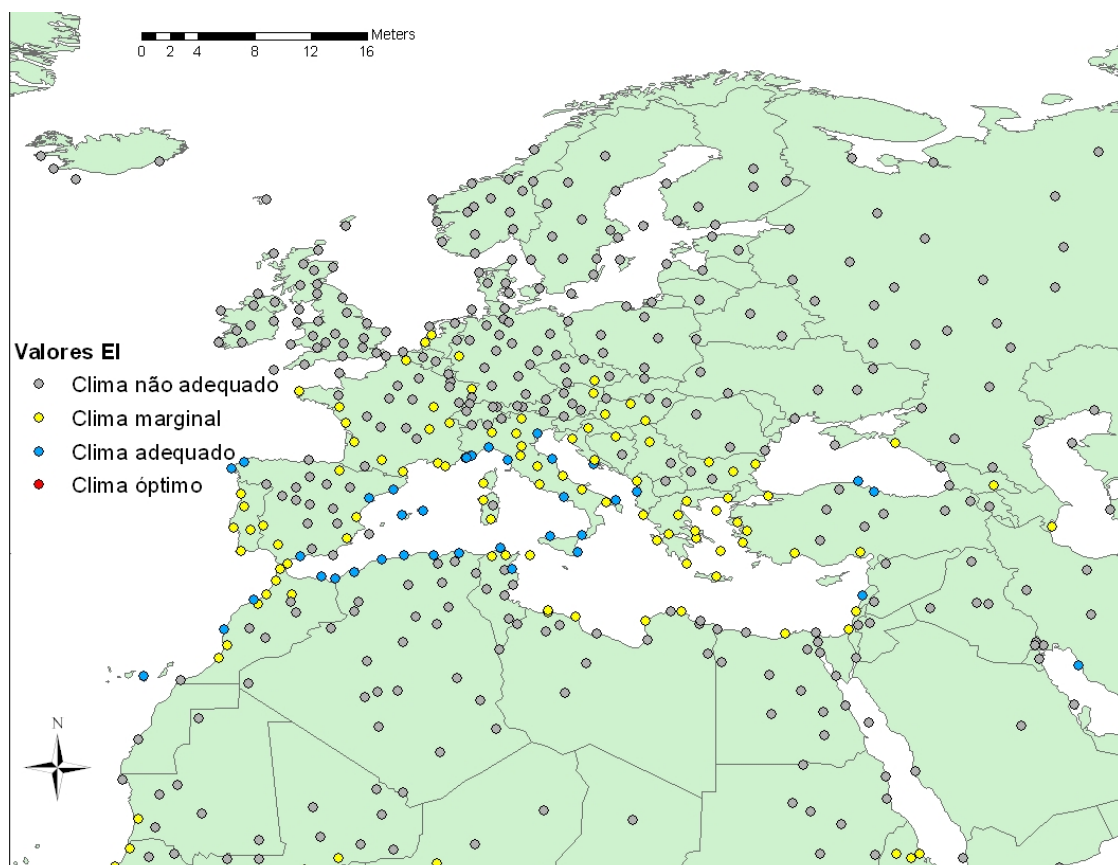 Meters
0 2 4 8 12 16
Valores EI
Clima não adequado
Clima marginal
Clima adequado
Clima óptimo
N